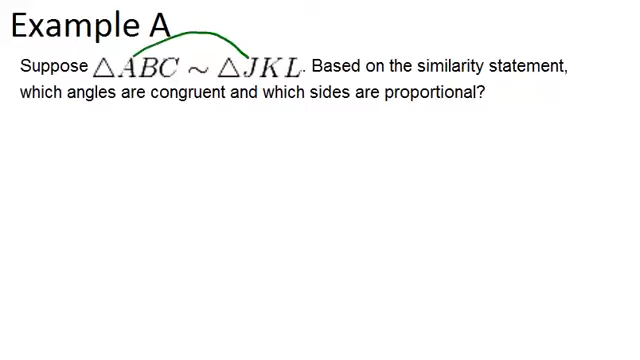 Example A
Suppose △ABC ~ △JKL. Based on the similarity statement,
which angles are congruent and which sides are proportional?